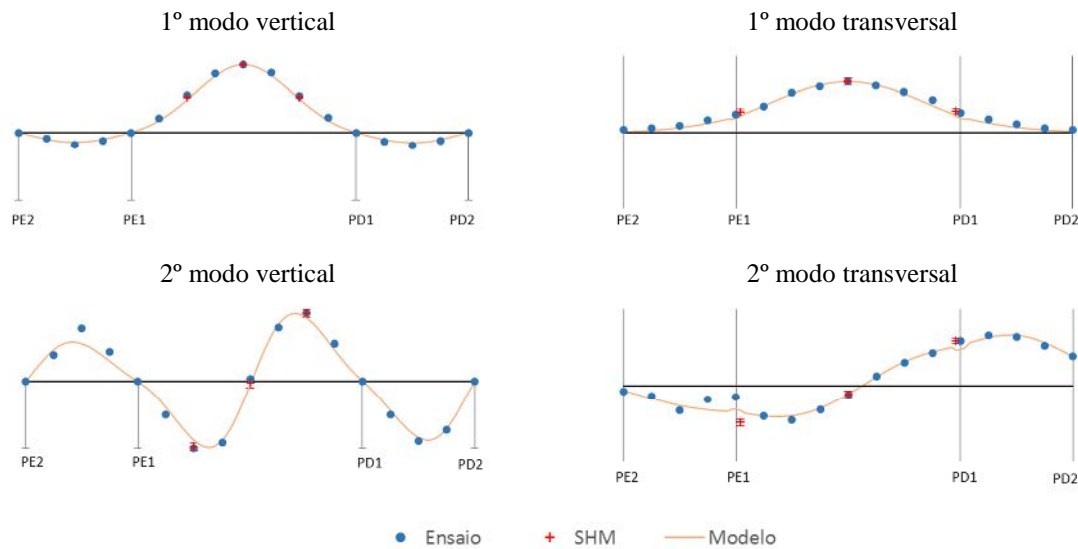 1º modo vertical
1º modo transversal
PE2 PE1 PD1 PD2
PE2 PE1 PD1 PD2
2º modo vertical
2º modo transversal
PE2 PE1 PD1 PD2
PE2 PE1 PD1 PD2
Ensaio SHM Modelo